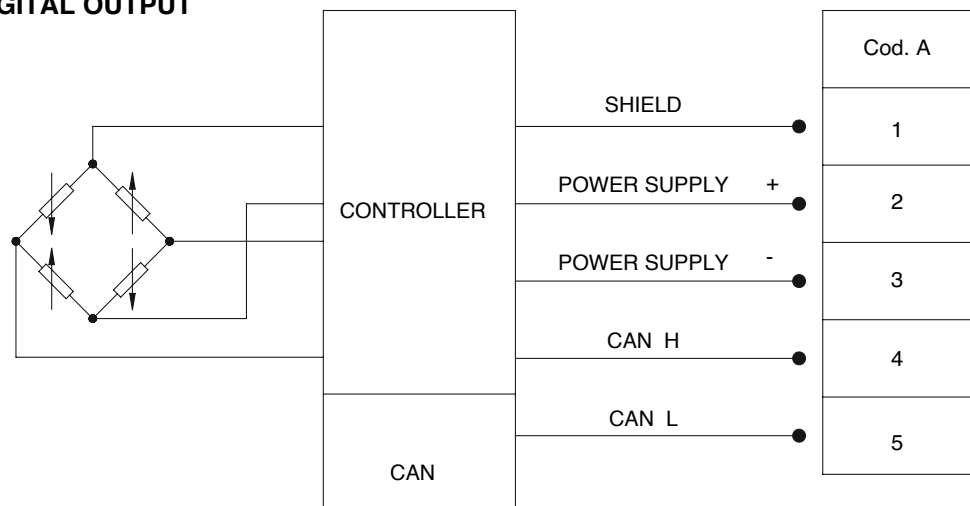 GITAL OUTPUT
Cod. A
SHIELD
1
POWER SUPPLY +
2
CONTROLLER
POWER SUPPLY -
3
CAN H
4
CAN L
5
CAN